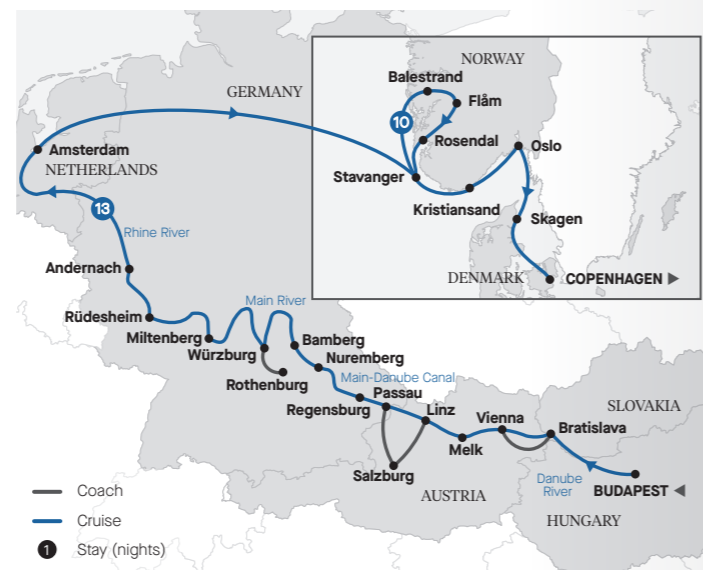 NORWAY
Balestrand
GERMANY
Flåm
10
Rosendal
Oslo
Amsterdam
NETHERLANDS
Stavanger
Kristiansand
13
Skagen
Rhine River
Andernach
DENMARK
COPENHAGEN ▶
Main River
Rüdesheim
Miltenberg
Bamberg
Würzburg
Nuremberg
Rothenburg
Main-Danube Canal
Passau
Regensburg
Linz
Vienna
SLOVAKIA
Bratislava
Melk
Salzburg
Danube
River
BUDAPEST ◀
AUSTRIA
HUNGARY
Coach
Cruise
1 Stay (nights)